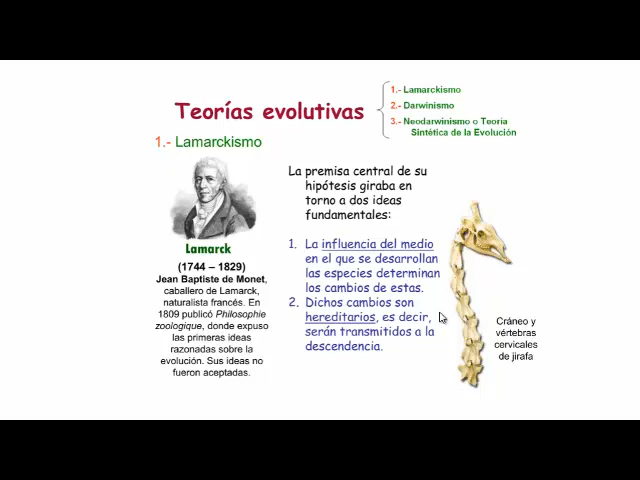 Teorías evolutivas
1.- Lamarckismo
2.- Darwinismo
3.- Neodarwinismo o Teoría
Sintética de la Evolución
1.- Lamarckismo
Lamarck
(1744 – 1829)
Jean Baptiste de Monet,
caballero de Lamarck,
naturalista francés. En
1809 publicó Philosophie
zoologique, donde expuso
las primeras ideas
razonadas sobre la
evolución. Sus ideas no
fueron aceptadas.
La premisa central de su
hipótesis giraba en
torno a dos ideas
fundamentales:
1. La influencia del medio
en el que se desarrollan
las especies determinan
los cambios de estas.
2. Dichos cambios son
hereditarios, es decir,
serán transmitidos a la
descendencia.
Cráneo y
vértebras
cervicales
de jirafa